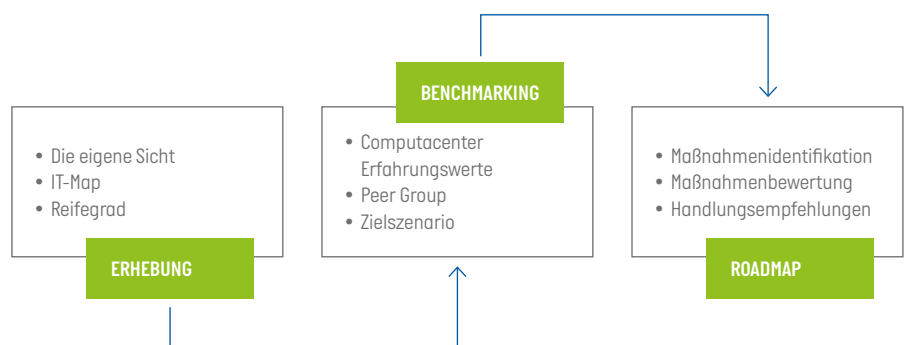 • Die eigene Sicht
• IT-Map
• Reifegrad
ERHEBUNG
BENCHMARKING
• Computacenter
Erfahrungswerte
• Peer Group
• Zielszenario
• Maßnahmenidentifikation
• Maßnahmenbewertung
• Handlungsempfehlungen
ROADMAP